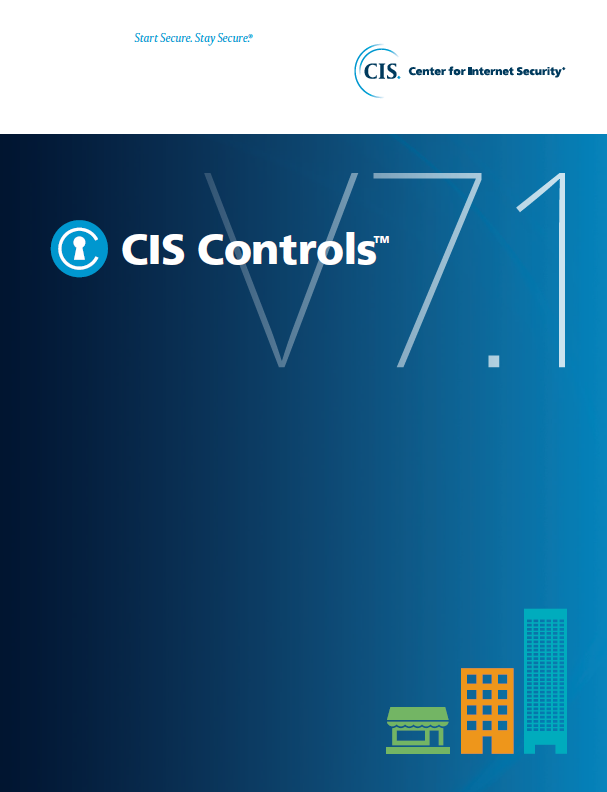 Start Secure. Stay Secure.®
CIS. Center for Internet Security®
V7.1
CIS Controls™